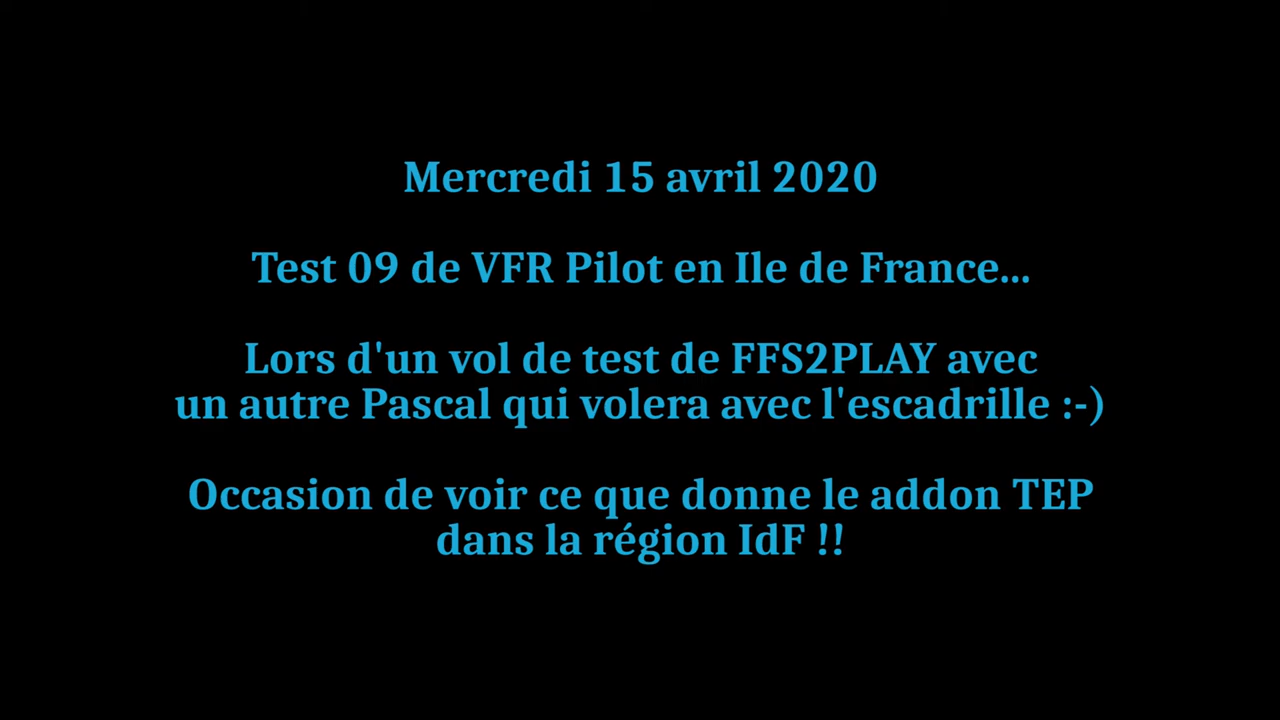 Mercredi 15 avril 2020
Test 09 de VFR Pilot en Ile de France...
Lors d'un vol de test de FFS2PLAY avec
un autre Pascal qui volera avec l'escadrille :-)
Occasion de voir ce que donne le addon TEP
dans la région IdF !!